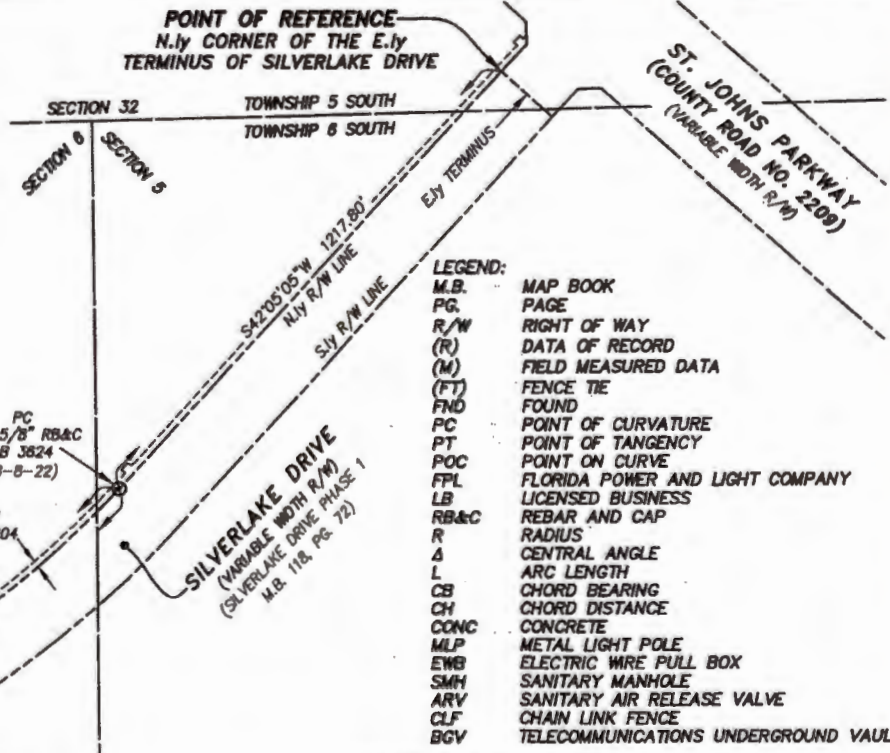 POINT OF REFERENCE
N.ly CORNER OF THE E.ly
TERMINUS OF SILVERLAKE DRIVE
SECTION 32
TOWNSHIP 5 SOUTH
TOWNSHIP 6 SOUTH
SECTION 6
SECTION 5
ST. JOHNS PARKWAY
(COUNTY ROAD NO. 2209)
(VARIABLE WIDTH R/W)
E.ly TERMINUS
S42°05'05"W 1217.80'
N.ly R/W LINE
S.ly R/W LINE
PC
5/8" RB&C
B 3624
-6-22)
SILVERLAKE DRIVE
(VARIABLE WIDTH R/W)
(SILVERLAKE DRIVE PHASE 1
M.B. 118, PG. 72)
LEGEND:
M.B. MAP BOOK
PG. PAGE
R/W RIGHT OF WAY
(R) DATA OF RECORD
(M) FIELD MEASURED DATA
(FT) FENCE TIE
FND FOUND
PC POINT OF CURVATURE
PT POINT OF TANGENCY
POC POINT ON CURVE
FPL FLORIDA POWER AND LIGHT COMPANY
LB LICENSED BUSINESS
RB&C REBAR AND CAP
R RADIUS
Δ CENTRAL ANGLE
L ARC LENGTH
CB CHORD BEARING
CH CHORD DISTANCE
CONC CONCRETE
MLP METAL LIGHT POLE
EWB ELECTRIC WIRE PULL BOX
SMH SANITARY MANHOLE
ARV SANITARY AIR RELEASE VALVE
CLF CHAIN LINK FENCE
BGV TELECOMMUNICATIONS UNDERGROUND VAUL